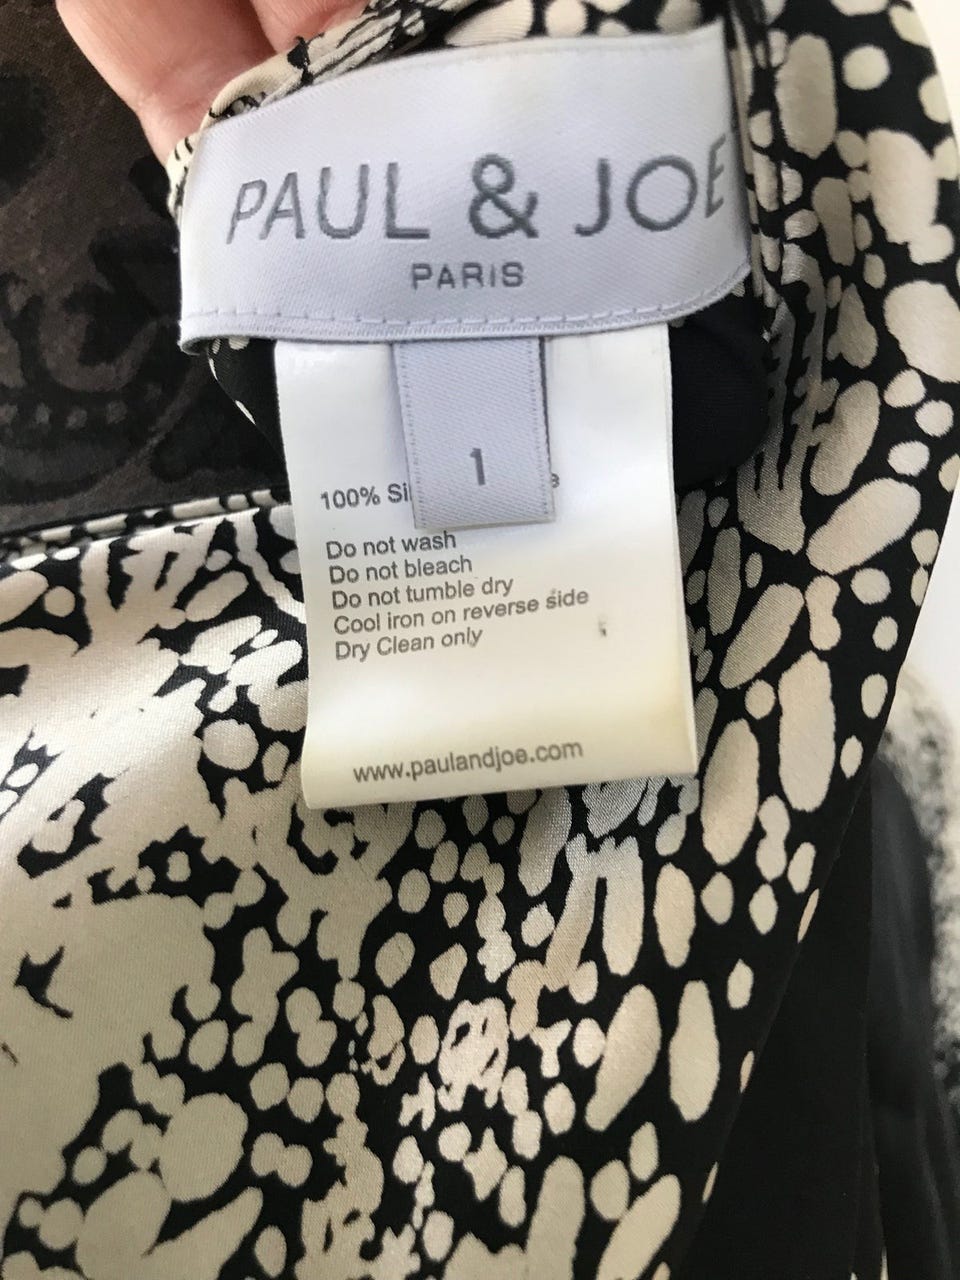 PAUL & JOE
PARIS
1
100%
Do not wash
Do not bleach
Do not tumble dry
Cool iron on reverse side
Dry Clean only
www.paulandjoe.com